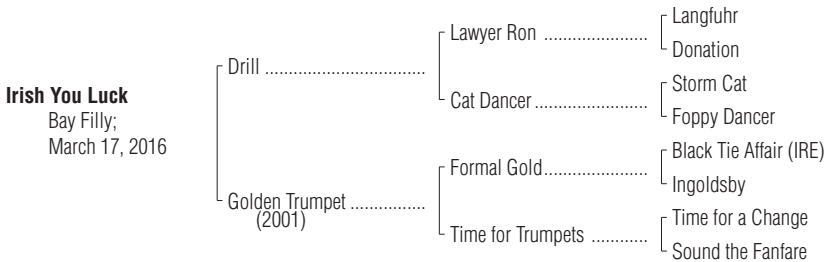 Langfuhr
Lawyer Ron ......................
Donation
Drill ..................................
Storm Cat
Cat Dancer ........................
Foppy Dancer
Irish You Luck
Bay Filly;
March 17, 2016
Black Tie Affair (IRE)
Formal Gold......................
Ingoldsby
Golden Trumpet ................
(2001)
Time for a Change
Time for Trumpets ............
Sound the Fanfare